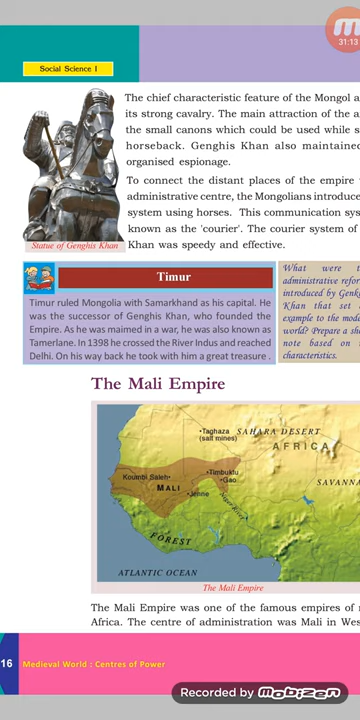 31:13
Social Science I
The chief characteristic feature of the Mongol
its strong cavalry. The main attraction of the
the small canons which could be used while
horseback. Genghis Khan also maintained
organised espionage.
To connect the distant places of the empire
administrative centre, the Mongolians introduce
system using horses. This communication sys
known as the 'courier'. The courier system of
Khan was speedy and effective.
Statue of Genghis Khan
Timur
Timur ruled Mongolia with Samarkhand as his capital. He
was the successor of Genghis Khan, who founded the
Empire. As he was maimed in a war, he was also known as
Tamerlane. In 1398 he crossed the River Indus and reached
Delhi. On his way back he took with him a great treasure .
What were
administrative refor
introduced by Geng
Khan that set
example to the mode
world? Prepare a sh
note based on
characteristics.
The Mali Empire
Taghaza
(salt mines)
SAHARA DESERT
AFRICA
Koumbi Saleh
Timbuktu
Gao
SAVANNA
MALI
Jenne
Niger River
FOREST
ATLANTIC OCEAN
The Mali Empire
The Mali Empire was one of the famous empires of
Africa. The centre of administration was Mali in Wes
16 Medieval World : Centres of Power
Recorded by mobizen